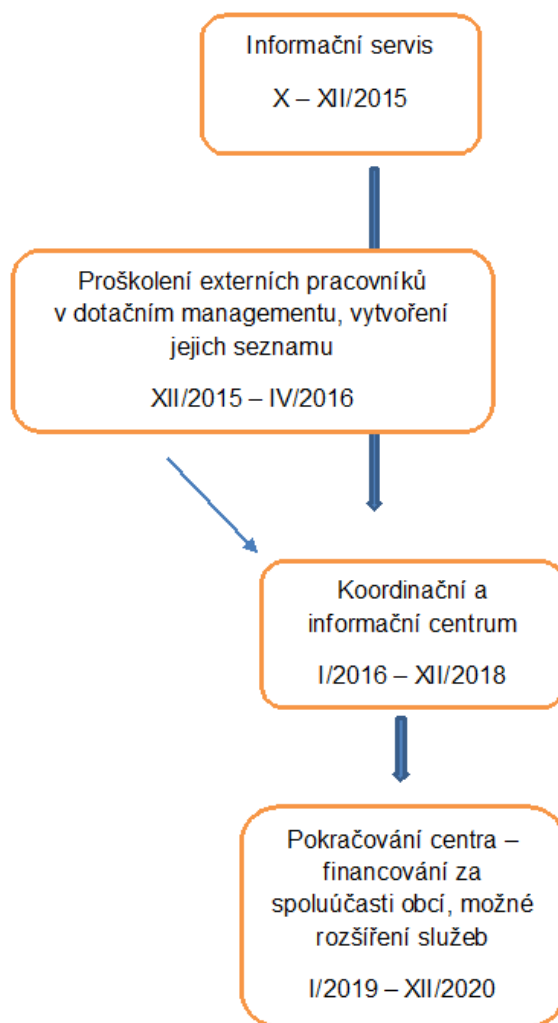 Informační servis
X – XII/2015
Proškolení externích pracovníků
v dotačním managementu, vytvoření
jejich seznamu
XII/2015 – IV/2016
Koordinační a
informační centrum
I/2016 – XII/2018
Pokračování centra –
financování za
spoluúčasti obcí, možné
rozšíření služeb
I/2019 – XII/2020